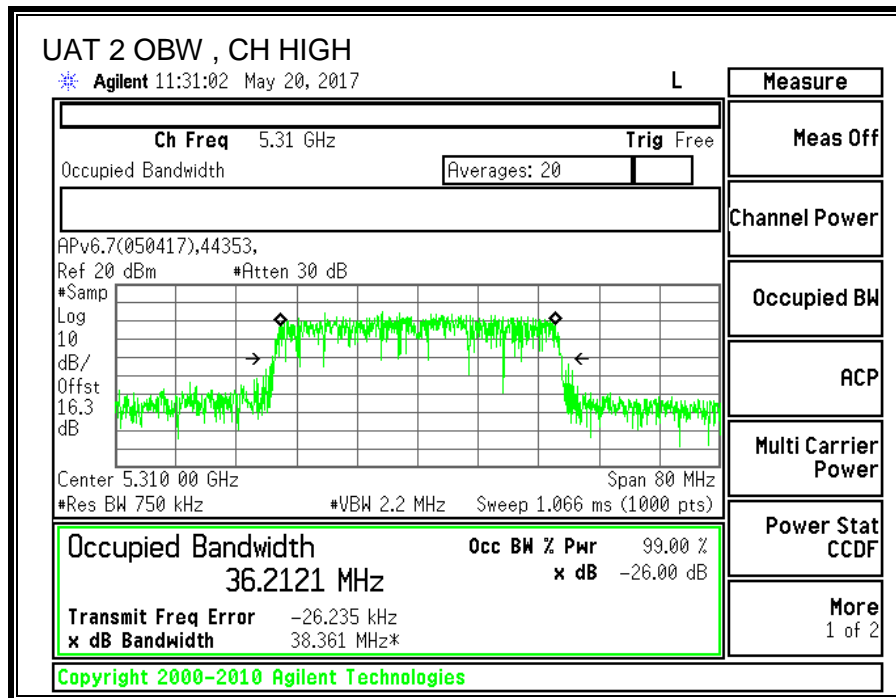 UAT 2 OBW , CH HIGH
Agilent 11:31:02 May 20, 2017 L
Measure
Ch Freq 5.31 GHz Trig Free
Meas Off
Occupied Bandwidth Averages: 20
Channel Power
APv6.7(050417),44353,
Ref 20 dBm #Atten 30 dB
#Samp
Log
10
dB/
Offst
16.3
dB
Occupied BW
ACP
Multi Carrier
Power
Center 5.310 00 GHz Span 80 MHz
#Res BW 750 kHz #VBW 2.2 MHz Sweep 1.066 ms (1000 pts)
Power Stat
CCDF
Occupied Bandwidth Occ BW % Pwr 99.00 %
36.2121 MHz x dB -26.00 dB
Transmit Freq Error -26.235 kHz
x dB Bandwidth 38.361 MHz*
More
1 of 2
Copyright 2000-2010 Agilent Technologies